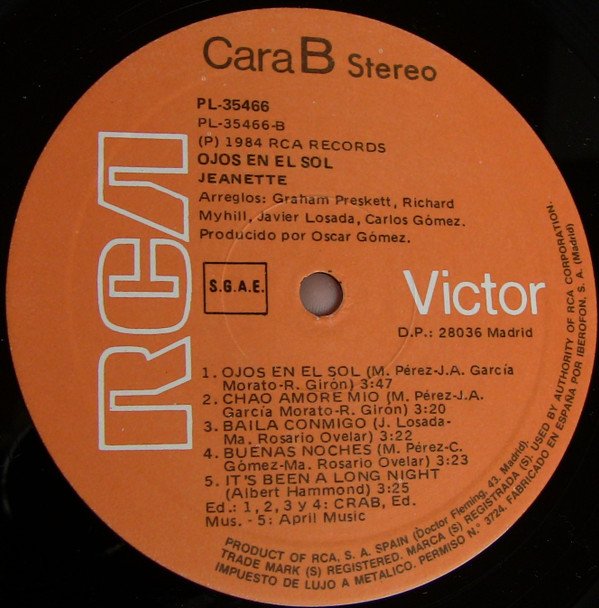 Cara B Stereo
PL-35466
PL-35466-B
(P) 1984 RCA RECORDS
OJOS EN EL SOL
JEANETTE
Arreglos: Graham Preskett, Richard
Myhill, Javier Losada, Carlos Gómez.
Producido por Oscar Gómez.
RCA
S.G.A.E.
Victor
D.P.: 28036 Madrid
1. OJOS EN EL SOL (M. Pérez-J.A. García
Morato-R. Girón) 3:47
2. CHAO AMORE MIO (M. Pérez-J.A.
García Morato-R. Girón) 3:20
3. BAILA CONMIGO (J. Losada-
Ma. Rosario Ovelar) 3:22
4. BUENAS NOCHES (M. Pérez-C.
Gómez-Ma. Rosario Ovelar) 3:23
5. IT'S BEEN A LONG NIGHT
(Albert Hammond) 3:25
Ed.: 1, 2, 3 y 4: CRAB, Ed.
Mus. - 5: April Music
PRODUCT OF RCA, S. A. SPAIN (Doctor Fleming, 43. Madrid).
TRADE MARK (S) REGISTERED. MARCA (S) REGISTRADA (S). USED BY AUTHORITY OF RCA CORPORATION.
IMPUESTO DE LUJO A METALICO. PERMISO N.° 3724. FABRICADO EN ESPAÑA POR IBEROFON, S. A. (Madrid)